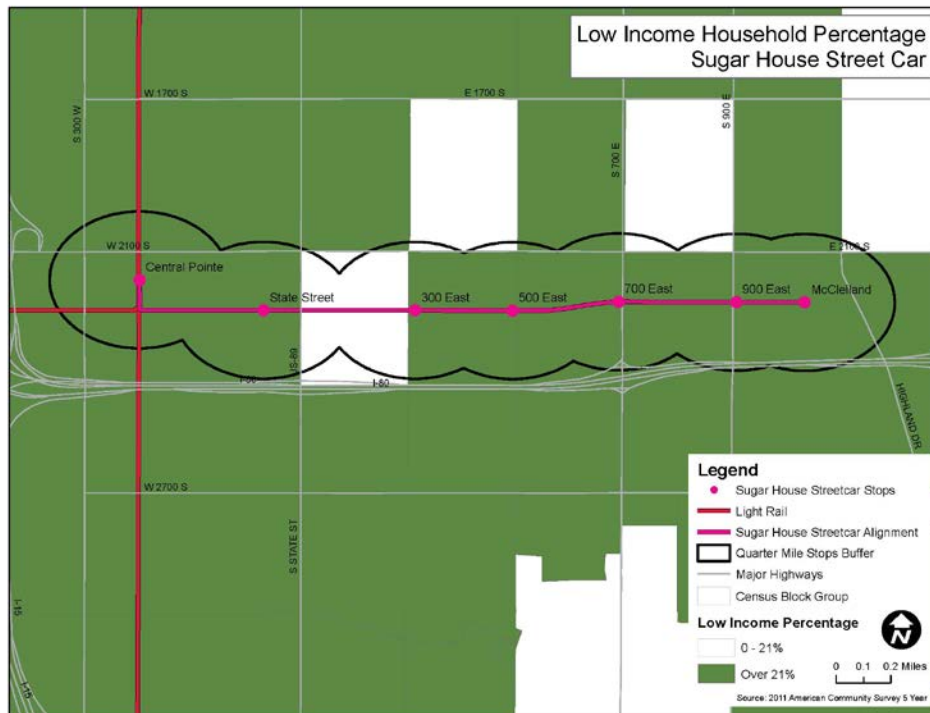 Low Income Household Percentage
Sugar House Street Car
W 1700 S
E 1700 S
S 300 W
S 700 E
S 900 E
W 2100 S
E 2100 S
Central Pointe
State Street
300 East
500 East
700 East
900 East
McClelland
US-89
I-80
I-80
HIGHLAND DR
W 2700 S
S STATE ST
I-15
I-15
Legend
Sugar House Streetcar Stops
Light Rail
Sugar House Streetcar Alignment
Quarter Mile Stops Buffer
Major Highways
Census Block Group
Low Income Percentage
0 - 21%
Over 21%
N
0 0.1 0.2 Miles
Source: 2011 American Community Survey 5 Year